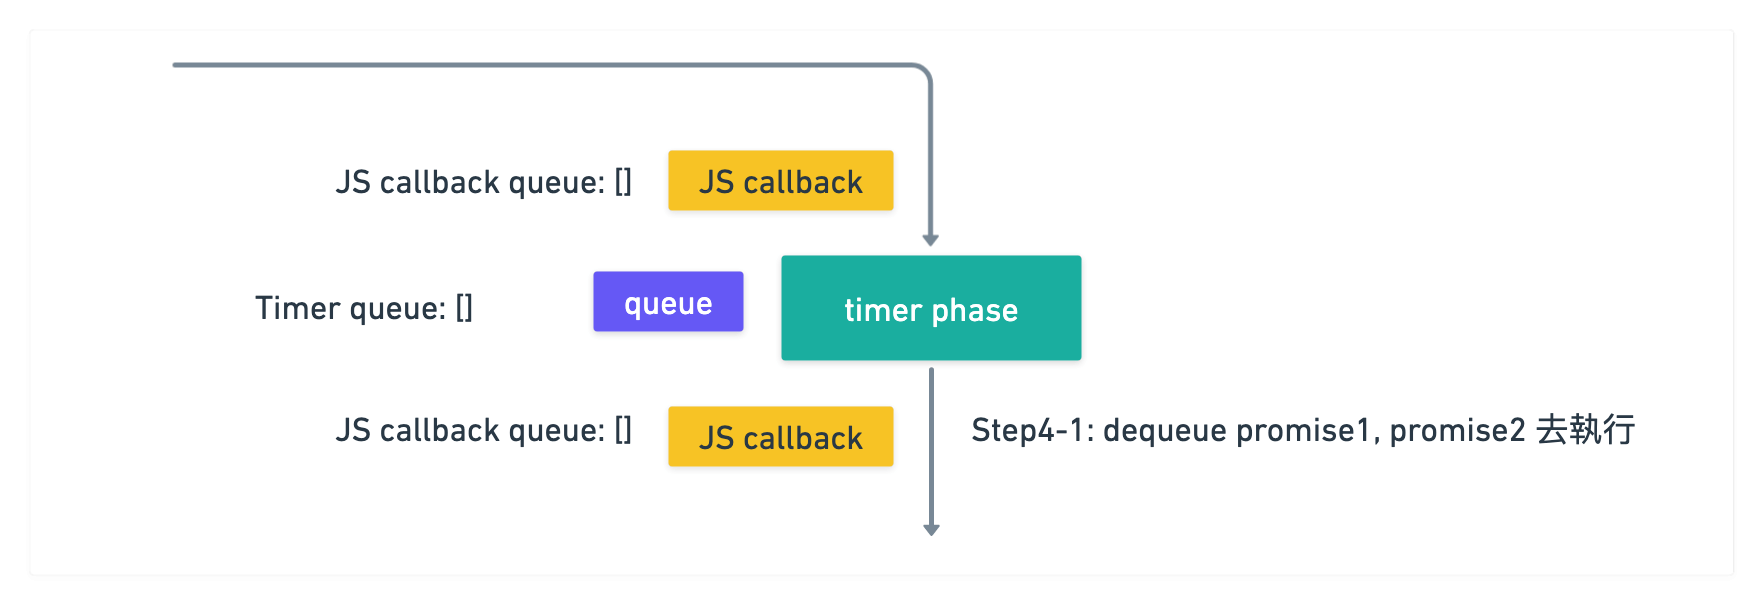 JS callback queue: []
JS callback
Timer queue: []
queue
timer phase
JS callback queue: []
JS callback
Step4-1: dequeue promise1, promise2 去執行